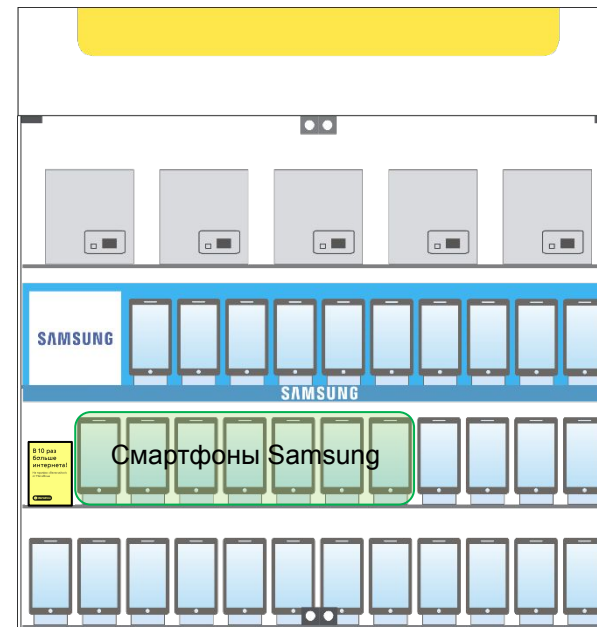 SAMSUNG
SAMSUNG
Смартфоны Samsung
В 10 раз
больше
интернета!